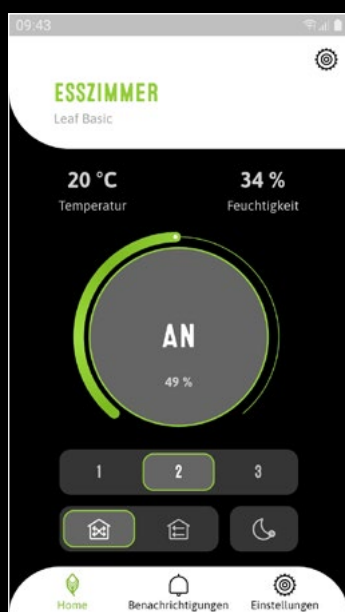 09:43
ESSZIMMER
Leaf Basic
20 °C 34 %
Temperatur Feuchtigkeit
AN
49 %
1 2 3
Home Benachrichtigungen Einstellungen